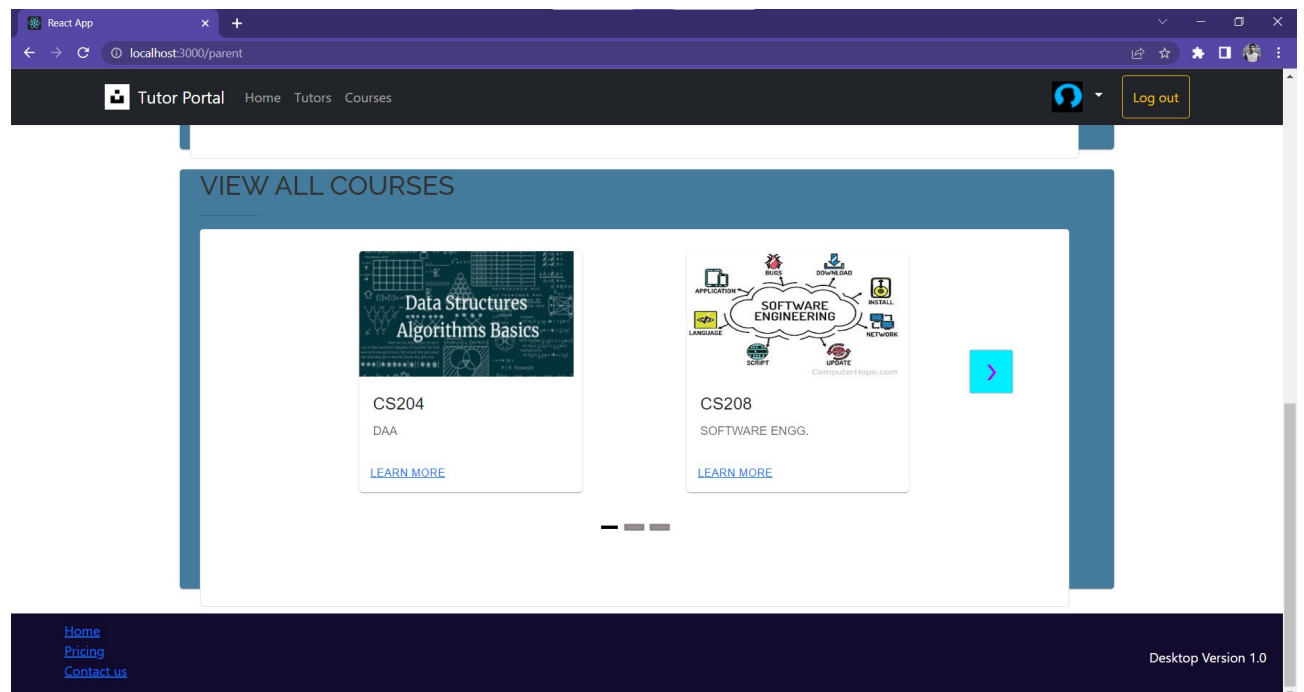 React App
localhost:3000/parent
Tutor Portal Home Tutors Courses Log out
VIEW ALL COURSES
Data Structures
Algorithms Basics
BUGS
DOWNLOAD
APPLICATION
INSTALL
SOFTWARE
ENGINEERING
LANGUAGE
NETWORK
SCRIPT
UPDATE
ComputerHope.com
CS204
DAA
LEARN MORE
CS208
SOFTWARE ENGG.
LEARN MORE
Home
Pricing
Contact us
Desktop Version 1.0